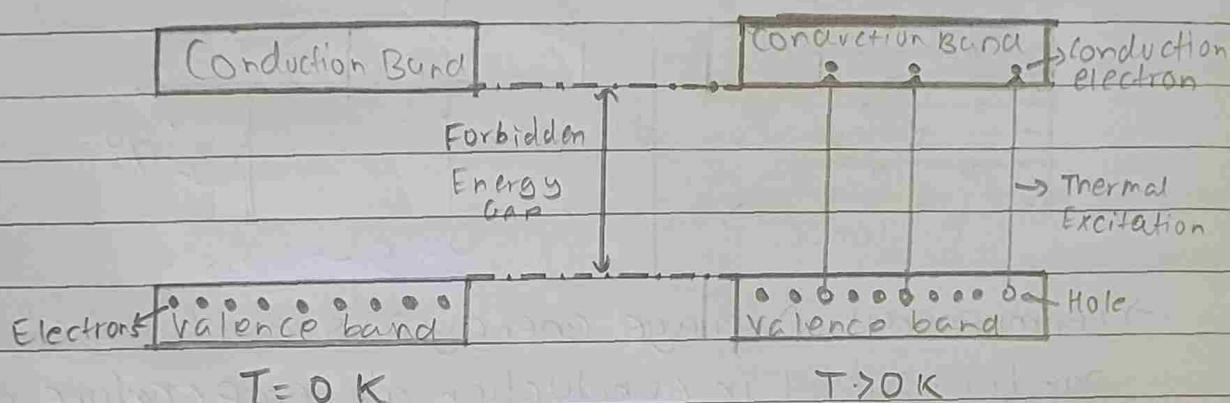 Conduction Band
Conduction Band
Conduction
electron
Forbidden
Energy
GAP
Thermal
Excitation
Electrons
Valence band
Valence band
Hole
T= 0 K
T>0 K